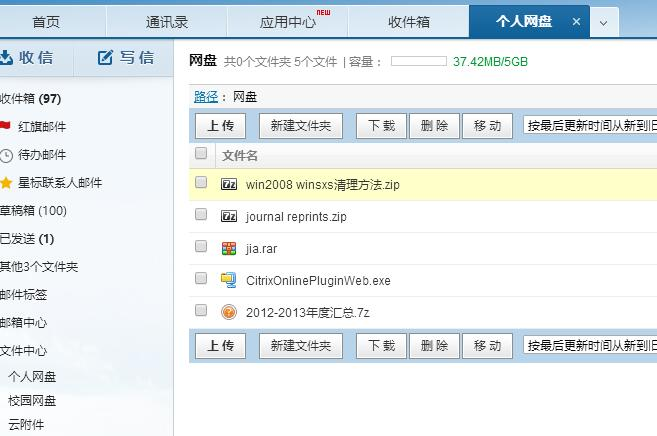 首页 通讯录 应用中心 NEW 收件箱 个人网盘 ×
收信 写信
收件箱 (97)
红旗邮件
待办邮件
星标联系人邮件
草稿箱 (100)
已发送 (1)
其他3个文件夹
邮件标签
邮箱中心
文件中心
个人网盘
校园网盘
云附件
网盘 共0个文件夹 5个文件 | 容量： 37.42MB/5GB
路径： 网盘
上传 新建文件夹 下载 删除 移动 按最后更新时间从新到旧
文件名
7z win2008 winsxs清理方法.zip
7z journal reprints.zip
jia.rar
CitrixOnlinePluginWeb.exe
? 2012-2013年度汇总.7z
上传 新建文件夹 下载 删除 移动 按最后更新时间从新到旧